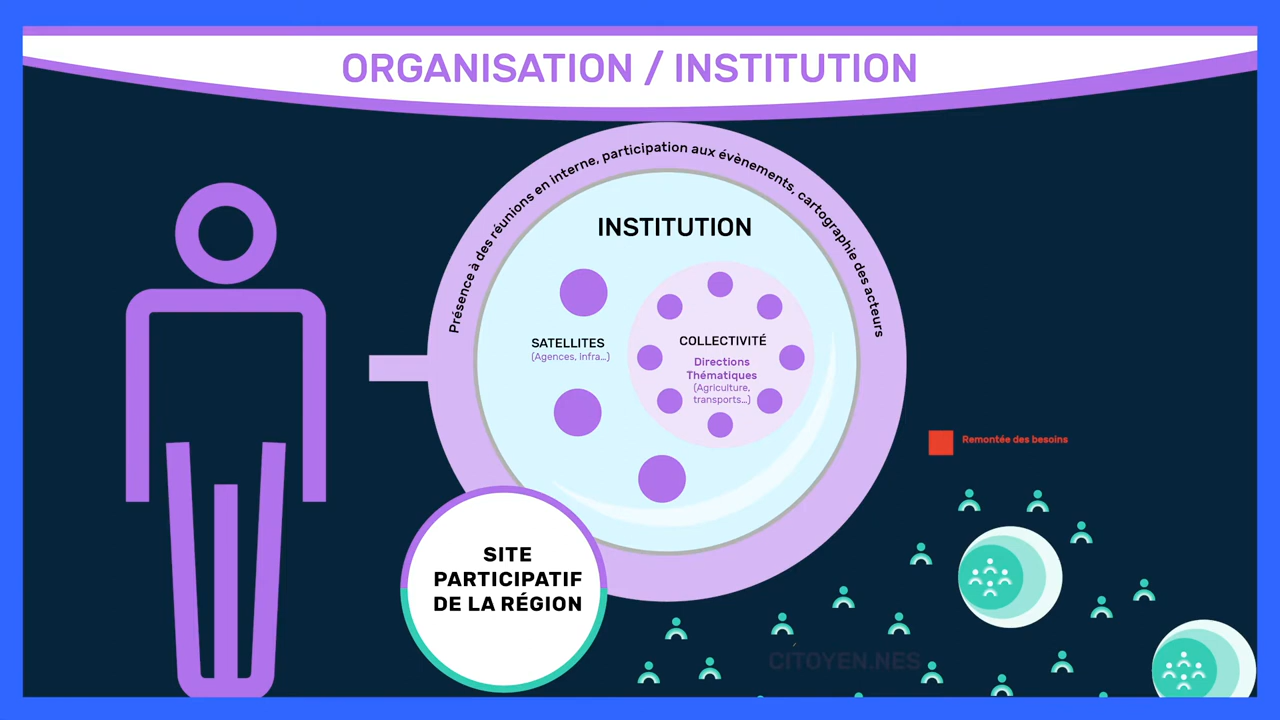 ORGANISATION / INSTITUTION
Présence à des réunions en interne, participation aux évènements, cartographie des acteurs
INSTITUTION
SATELLITES
(Agences, infra...)
COLLECTIVITÉ
Directions
Thématiques
(Agriculture,
transports...)
Remontée des besoins
SITE
PARTICIPATIF
DE LA RÉGION
CITOYEN.NES